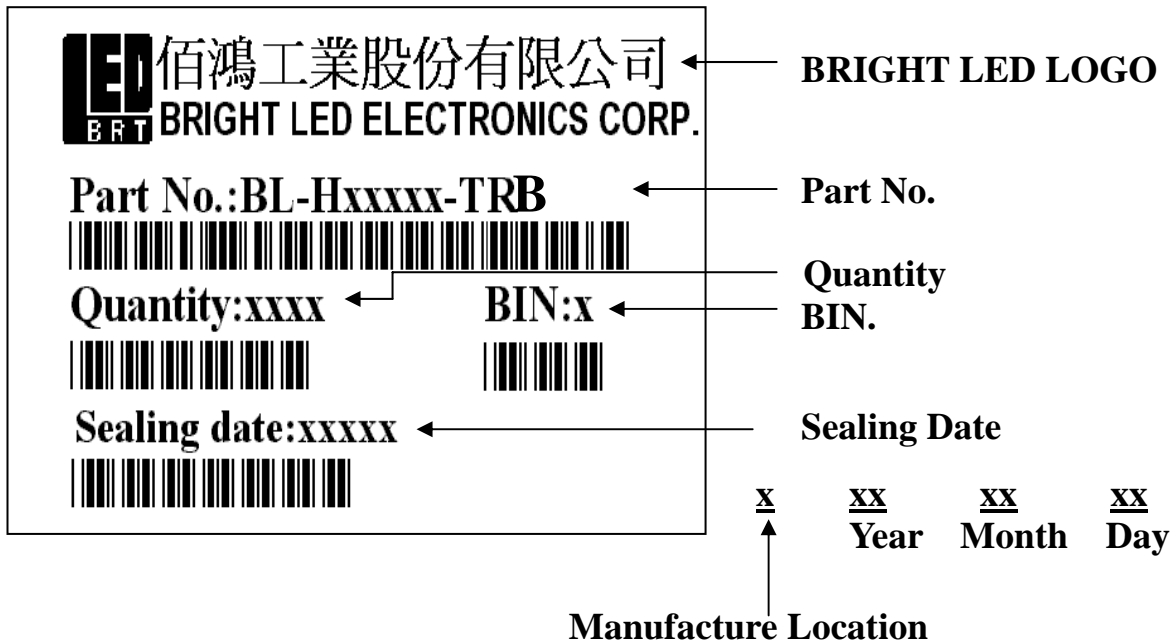 LED
BRT
佰鴻工業股份有限公司
BRIGHT LED ELECTRONICS CORP.
BRIGHT LED LOGO
Part No.:BL-Hxxxxx-TRB
Part No.
Quantity:xxxx
BIN:x
Quantity
BIN.
Sealing date:xxxxx
Sealing Date
x xx xx xx
Year Month Day
Manufacture Location